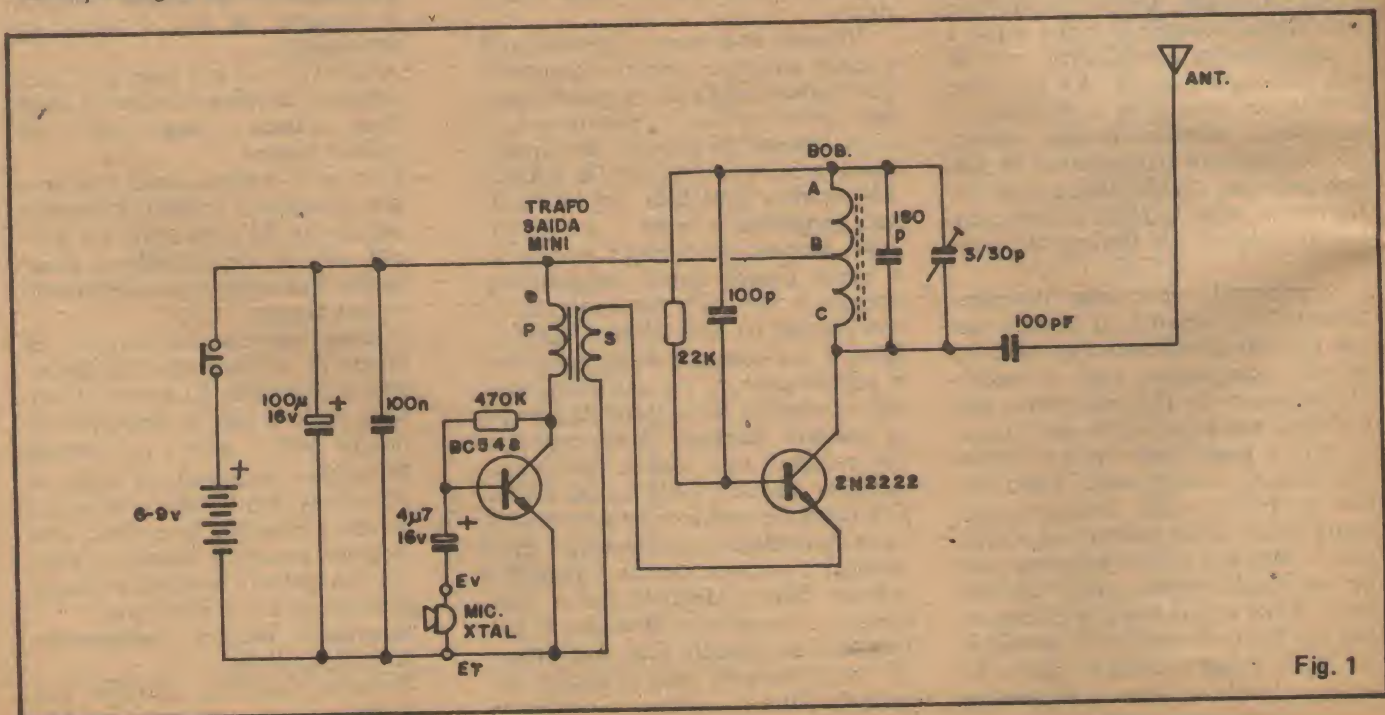 ANT.
BOB.
A
180
p
TRAFO
SAIDA
MINI
B
3/30p
P
S
100p
C
100pF
22K
100µ
16v
+
100n
470K
BC548
2N2222
+
6-9v
4µ7
16v
+
EV
MIC.
XTAL
ET
Fig. 1